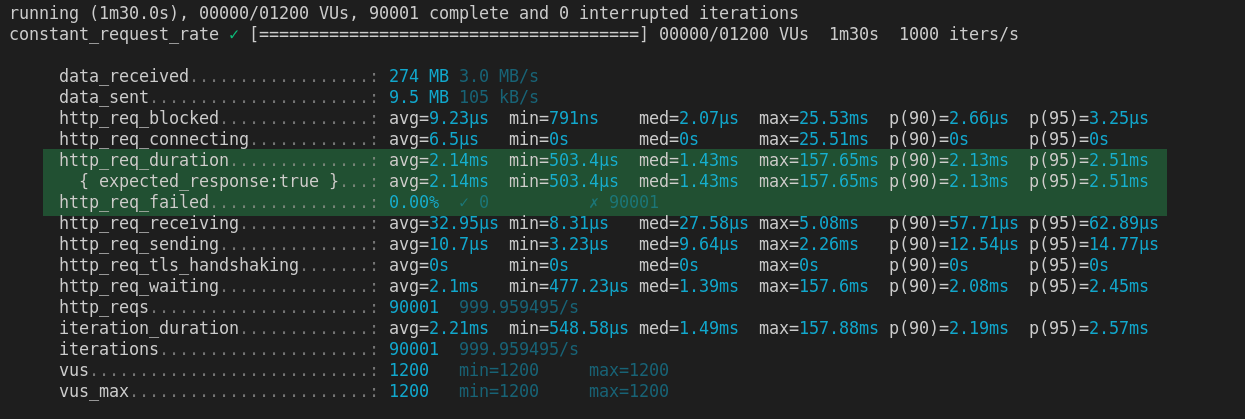 running (1m30.0s), 00000/01200 VUs, 90001 complete and 0 interrupted iterations
constant_request_rate ✓ [======================================] 00000/01200 VUs  1m30s  1000 iters/s
data_received..................: 274 MB 3.0 MB/s
data_sent......................: 9.5 MB 105 kB/s
http_req_blocked...............: avg=9.23µs  min=791ns    med=2.07µs  max=25.53ms  p(90)=2.66µs  p(95)=3.25µs
http_req_connecting............: avg=6.5µs   min=0s       med=0s      max=25.51ms  p(90)=0s      p(95)=0s
http_req_duration..............: avg=2.14ms  min=503.4µs  med=1.43ms  max=157.65ms p(90)=2.13ms  p(95)=2.51ms
{ expected_response:true }...: avg=2.14ms  min=503.4µs  med=1.43ms  max=157.65ms p(90)=2.13ms  p(95)=2.51ms
http_req_failed................: 0.00%  ✓ 0          ✗ 90001
http_req_receiving.............: avg=32.95µs min=8.31µs   med=27.58µs max=5.08ms   p(90)=57.71µs p(95)=62.89µs
http_req_sending...............: avg=10.7µs  min=3.23µs   med=9.64µs  max=2.26ms   p(90)=12.54µs p(95)=14.77µs
http_req_tls_handshaking.......: avg=0s      min=0s       med=0s      max=0s       p(90)=0s      p(95)=0s
http_req_waiting...............: avg=2.1ms   min=477.23µs med=1.39ms  max=157.6ms  p(90)=2.08ms  p(95)=2.45ms
http_reqs......................: 90001  999.959495/s
iteration_duration.............: avg=2.21ms  min=548.58µs med=1.49ms  max=157.88ms p(90)=2.19ms  p(95)=2.57ms
iterations.....................: 90001  999.959495/s
vus............................: 1200   min=1200     max=1200
vus_max........................: 1200   min=1200     max=1200